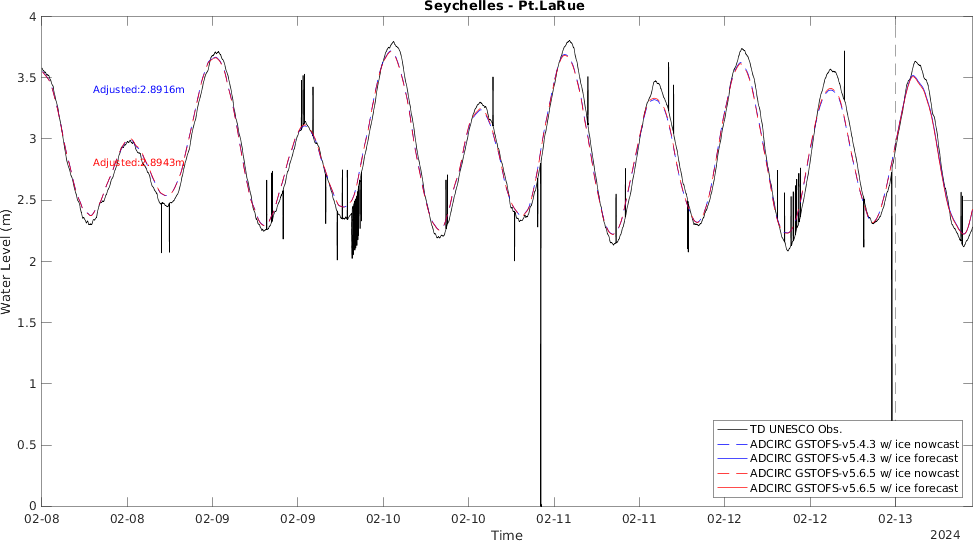 Seychelles - Pt.LaRue
4
3.5
3
2.5
2
1.5
1
0.5
0
Water Level (m)
Adjusted:2.8916m
Adjusted:2.8943m
TD UNESCO Obs.
ADCIRC GSTOFS-v5.4.3 w/ ice nowcast
ADCIRC GSTOFS-v5.4.3 w/ ice forecast
ADCIRC GSTOFS-v5.6.5 w/ ice nowcast
ADCIRC GSTOFS-v5.6.5 w/ ice forecast
02-08 02-08 02-09 02-09 02-10 02-10 02-11 02-11 02-12 02-12 02-13
Time
2024